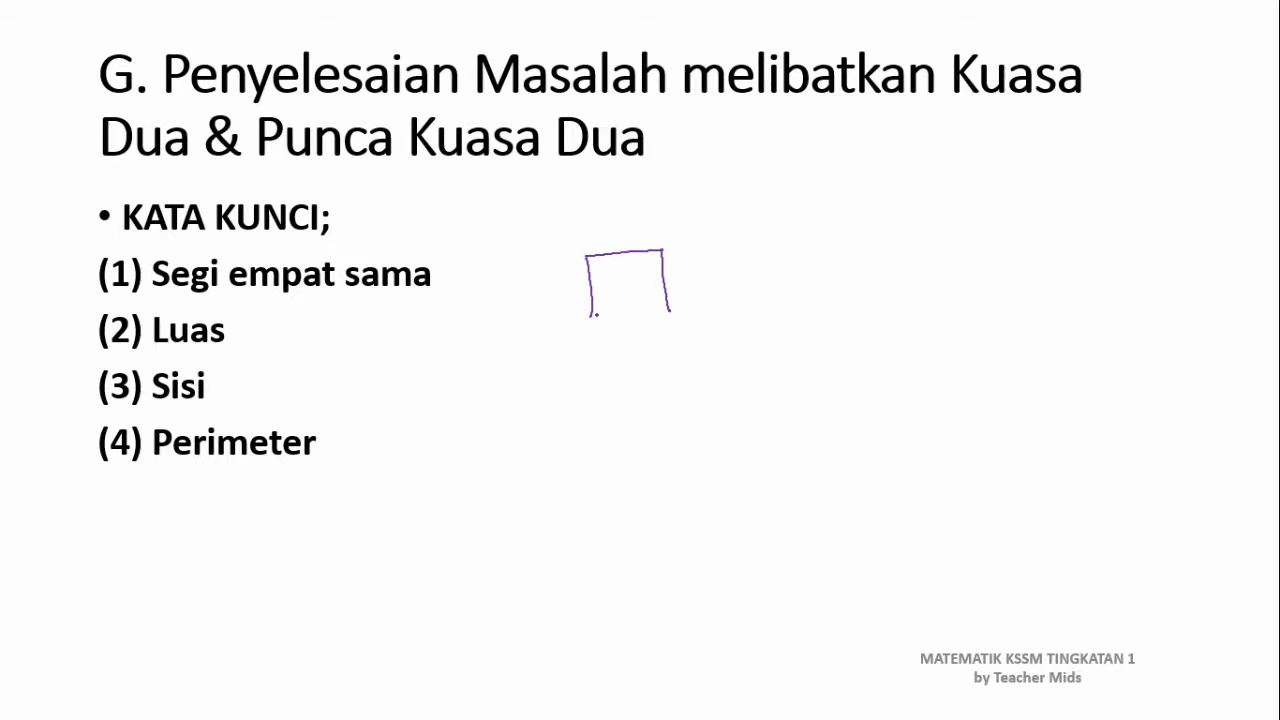 G. Penyelesaian Masalah melibatkan Kuasa
Dua & Punca Kuasa Dua
• KATA KUNCI;
(1) Segi empat sama
(2) Luas
(3) Sisi
(4) Perimeter
MATEMATIK KSSM TINGKATAN 1
by Teacher Mids